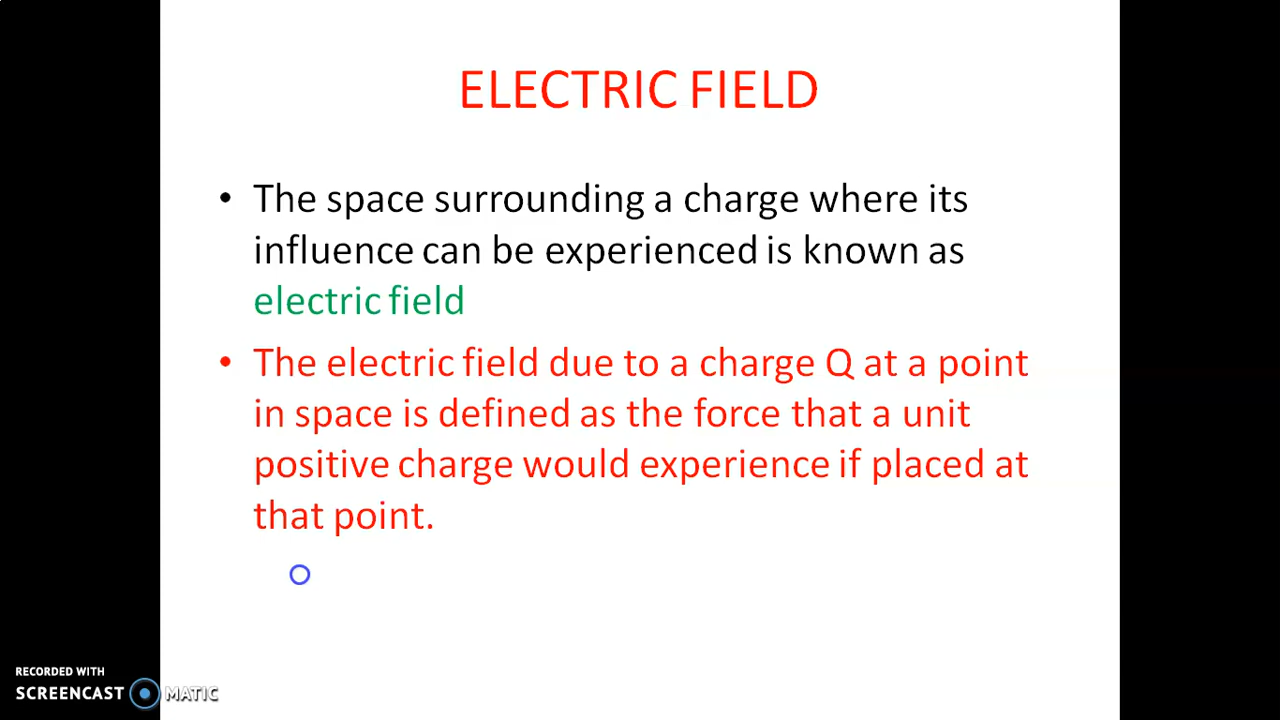 ELECTRIC FIELD
• The space surrounding a charge where its
influence can be experienced is known as
electric field
• The electric field due to a charge Q at a point
in space is defined as the force that a unit
positive charge would experience if placed at
that point.
RECORDED WITH
SCREENCAST MATIC